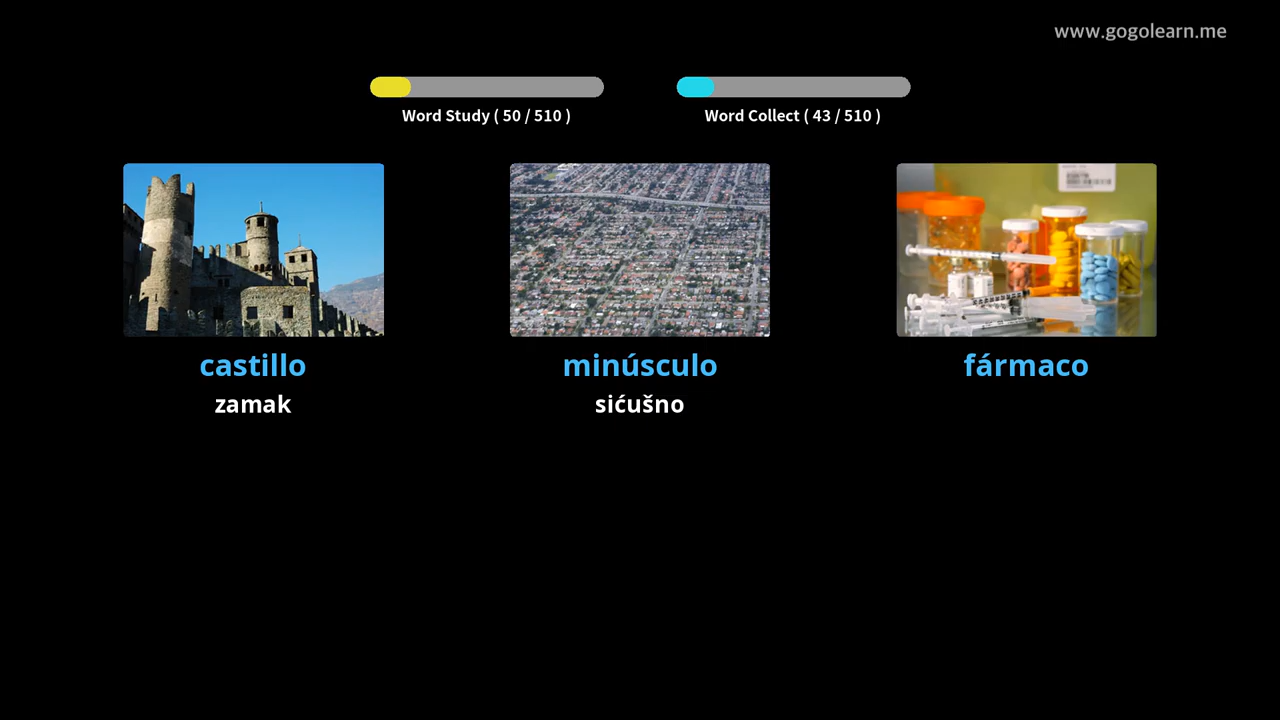 www.gogolearn.me
Word Study ( 50 / 510 )
Word Collect ( 43 / 510 )
castillo
zamak
minúsculo
sićušno
fármaco